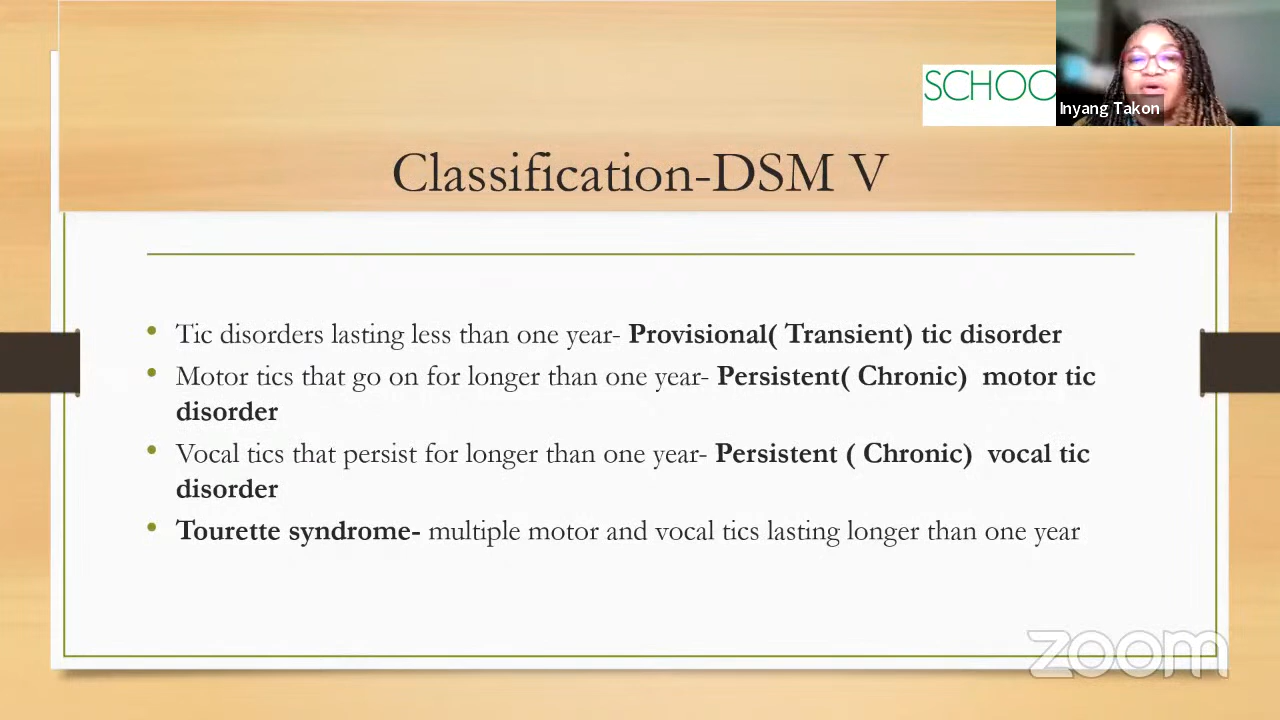 SCHOO
Inyang Takon
Classification-DSM V
• Tic disorders lasting less than one year- Provisional( Transient) tic disorder
• Motor tics that go on for longer than one year- Persistent( Chronic)  motor tic
disorder
• Vocal tics that persist for longer than one year- Persistent ( Chronic)  vocal tic
disorder
• Tourette syndrome- multiple motor and vocal tics lasting longer than one year
zoom